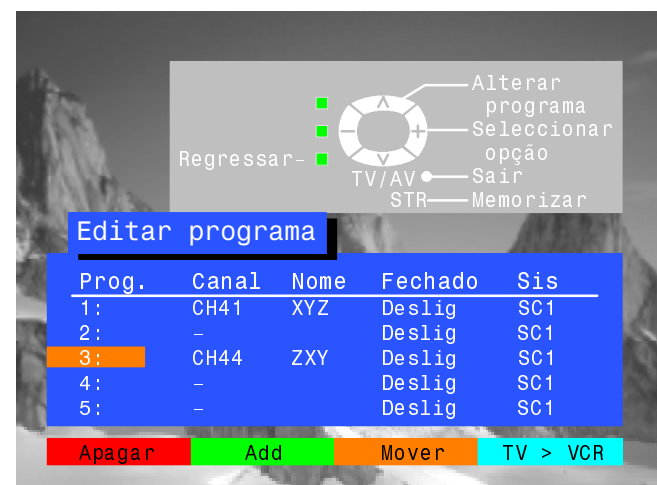 Alterar
programa
Seleccionar
opção
Regressar–
TV/AV Sair
STR Memorizar
Editar programa
Prog. Canal Nome Fechado Sis
1: CH41 XYZ Deslig SC1
2: – Deslig SC1
3: CH44 ZXY Deslig SC1
4: – Deslig SC1
5: – Deslig SC1
Apagar Add Mover TV > VCR